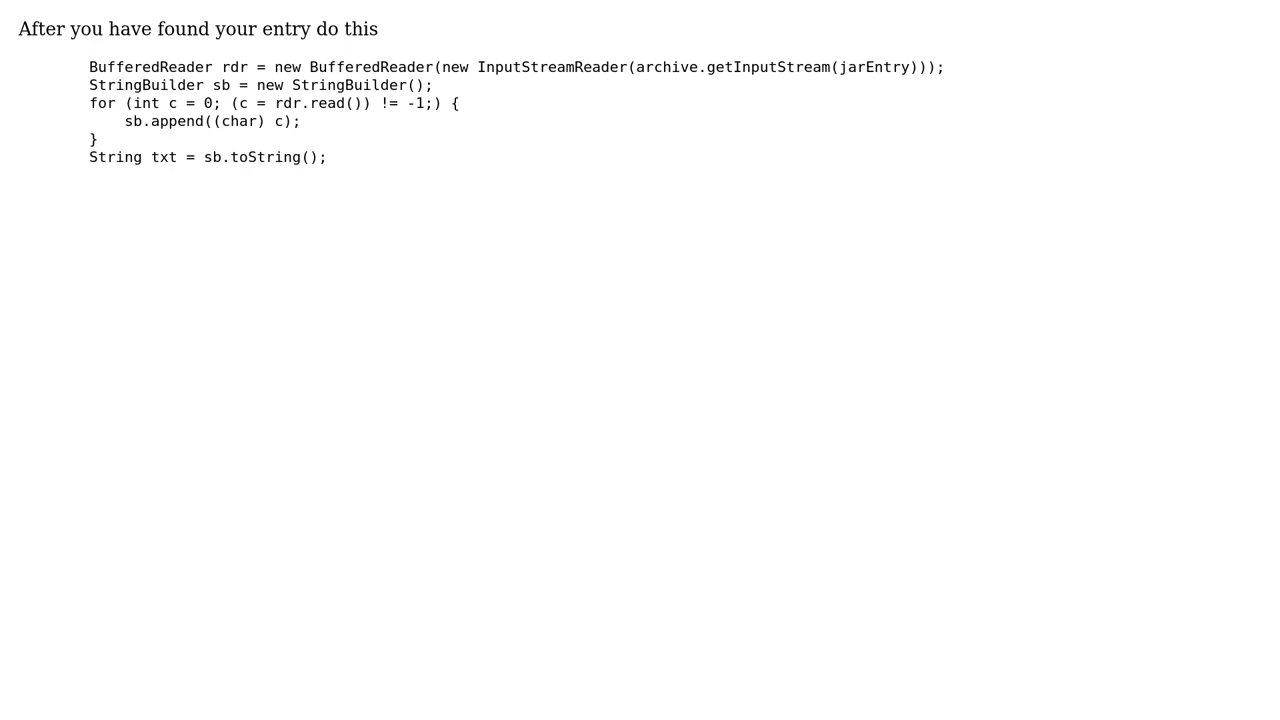 After you have found your entry do this
BufferedReader rdr = new BufferedReader(new InputStreamReader(archive.getInputStream(jarEntry)));
StringBuilder sb = new StringBuilder();
for (int c = 0; (c = rdr.read()) != -1;) {
    sb.append((char) c);
}
String txt = sb.toString();